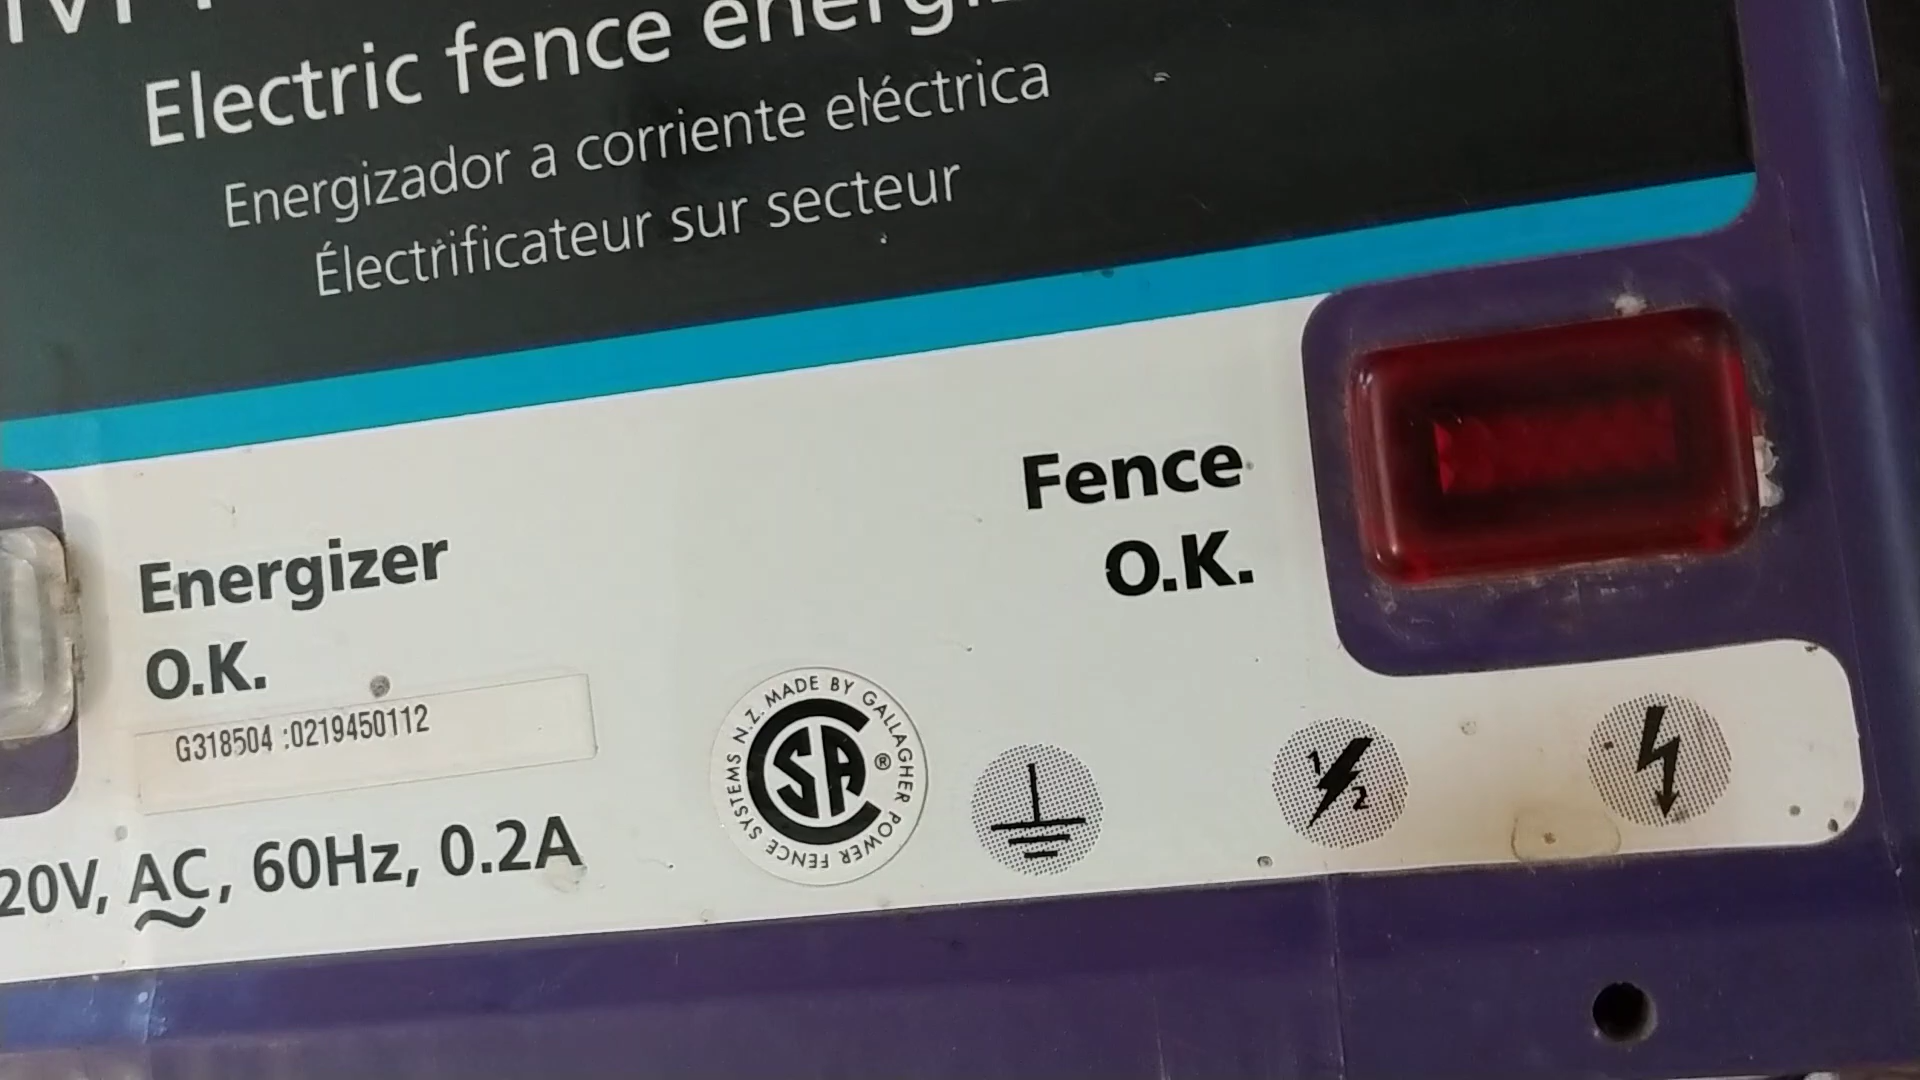 Electric fence
Energizador a corriente eléctrica
Électrificateur sur secteur
Energizer
O.K.
Fence
O.K.
G318504 :0219450112
20V, AC, 60Hz, 0.2A
MADE BY GALLAGHER POWER FENCE SYSTEMS N.Z.
SA ®
1/2